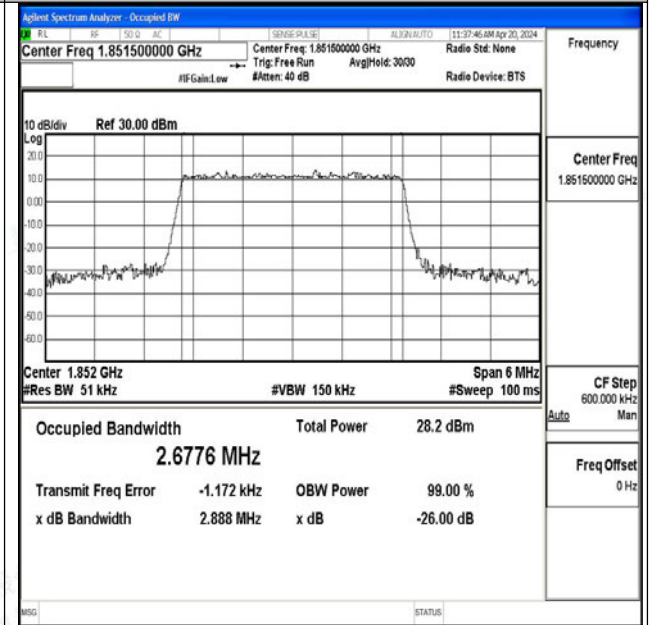 Agilent Spectrum Analyzer - Occupied BW
RL RF 50 Ω AC SENSE:PULSE ALIGN AUTO 11:37:46 AM Apr 20, 2024
Center Freq 1.851500000 GHz
Center Freq: 1.851500000 GHz
Radio Std: None
Trig: Free Run Avg|Hold: 30/30
#IFGain:Low #Atten: 40 dB Radio Device: BTS
Frequency
10 dB/div Ref 30.00 dBm
Log
20.0
10.0
0.00
-10.0
-20.0
-30.0
-40.0
-50.0
-60.0
Center 1.852 GHz Span 6 MHz
#Res BW 51 kHz #VBW 150 kHz #Sweep 100 ms
Occupied Bandwidth Total Power 28.2 dBm
2.6776 MHz
Transmit Freq Error -1.172 kHz OBW Power 99.00 %
x dB Bandwidth 2.888 MHz x dB -26.00 dB
Center Freq
1.851500000 GHz
CF Step
600.000 kHz
Auto Man
Freq Offset
0 Hz
MSG STATUS